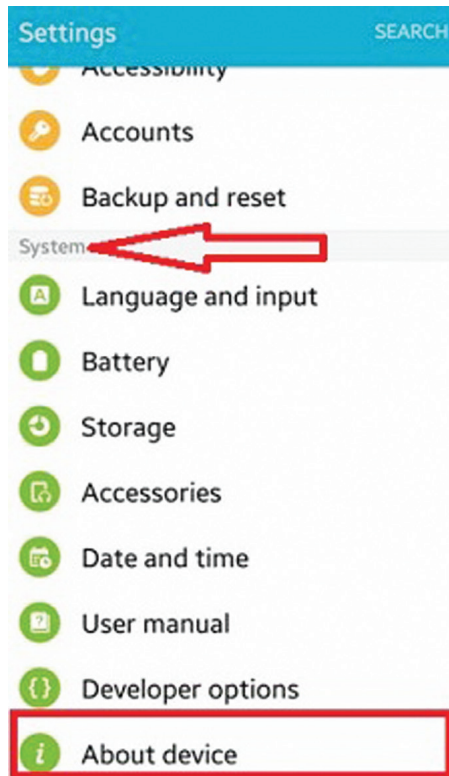 Settings
SEARCH
Accessibility
Accounts
Backup and reset
System
Language and input
Battery
Storage
Accessories
Date and time
User manual
Developer options
About device